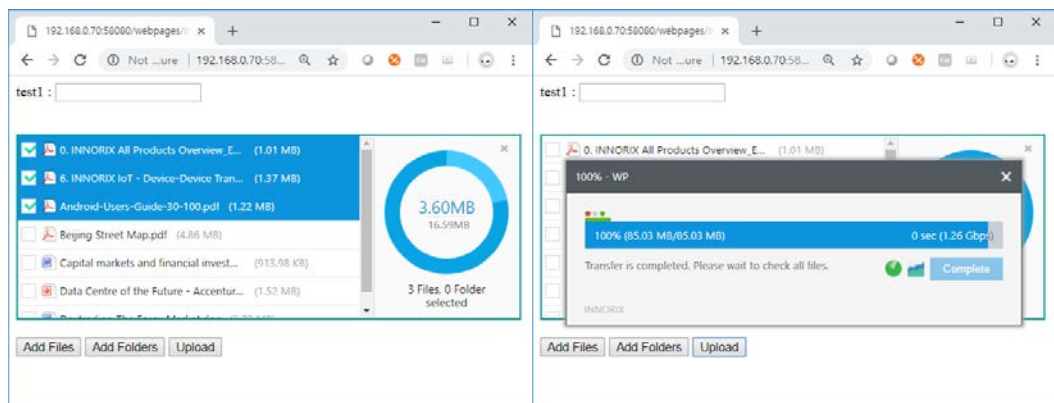 192.168.0.70:58080/webpages/
Not ...ure | 192.168.0.70:58...
test1 :
0. INNORIX All Products Overview_E... (1.01 MB)
6. INNORIX IoT - Device-Device Tran... (1.37 MB)
Android-Users-Guide-30-100.pdf (1.22 MB)
Beijing Street Map.pdf (4.86 MB)
Capital markets and financial invest... (913.98 KB)
Data Centre of the Future - Accentur... (1.52 MB)
3.60MB
16.59MB
3 Files, 0 Folder
selected
Add Files Add Folders Upload
192.168.0.70:58080/webpages/
Not ...ure | 192.168.0.70:58...
test1 :
0. INNORIX All Products Overview_E... (1.01 MB)
100% - WP
100% (85.03 MB/85.03 MB) 0 sec (1.26 Gbps)
Transfer is completed. Please wait to check all files.
Complete
INNORIX
Add Files Add Folders Upload